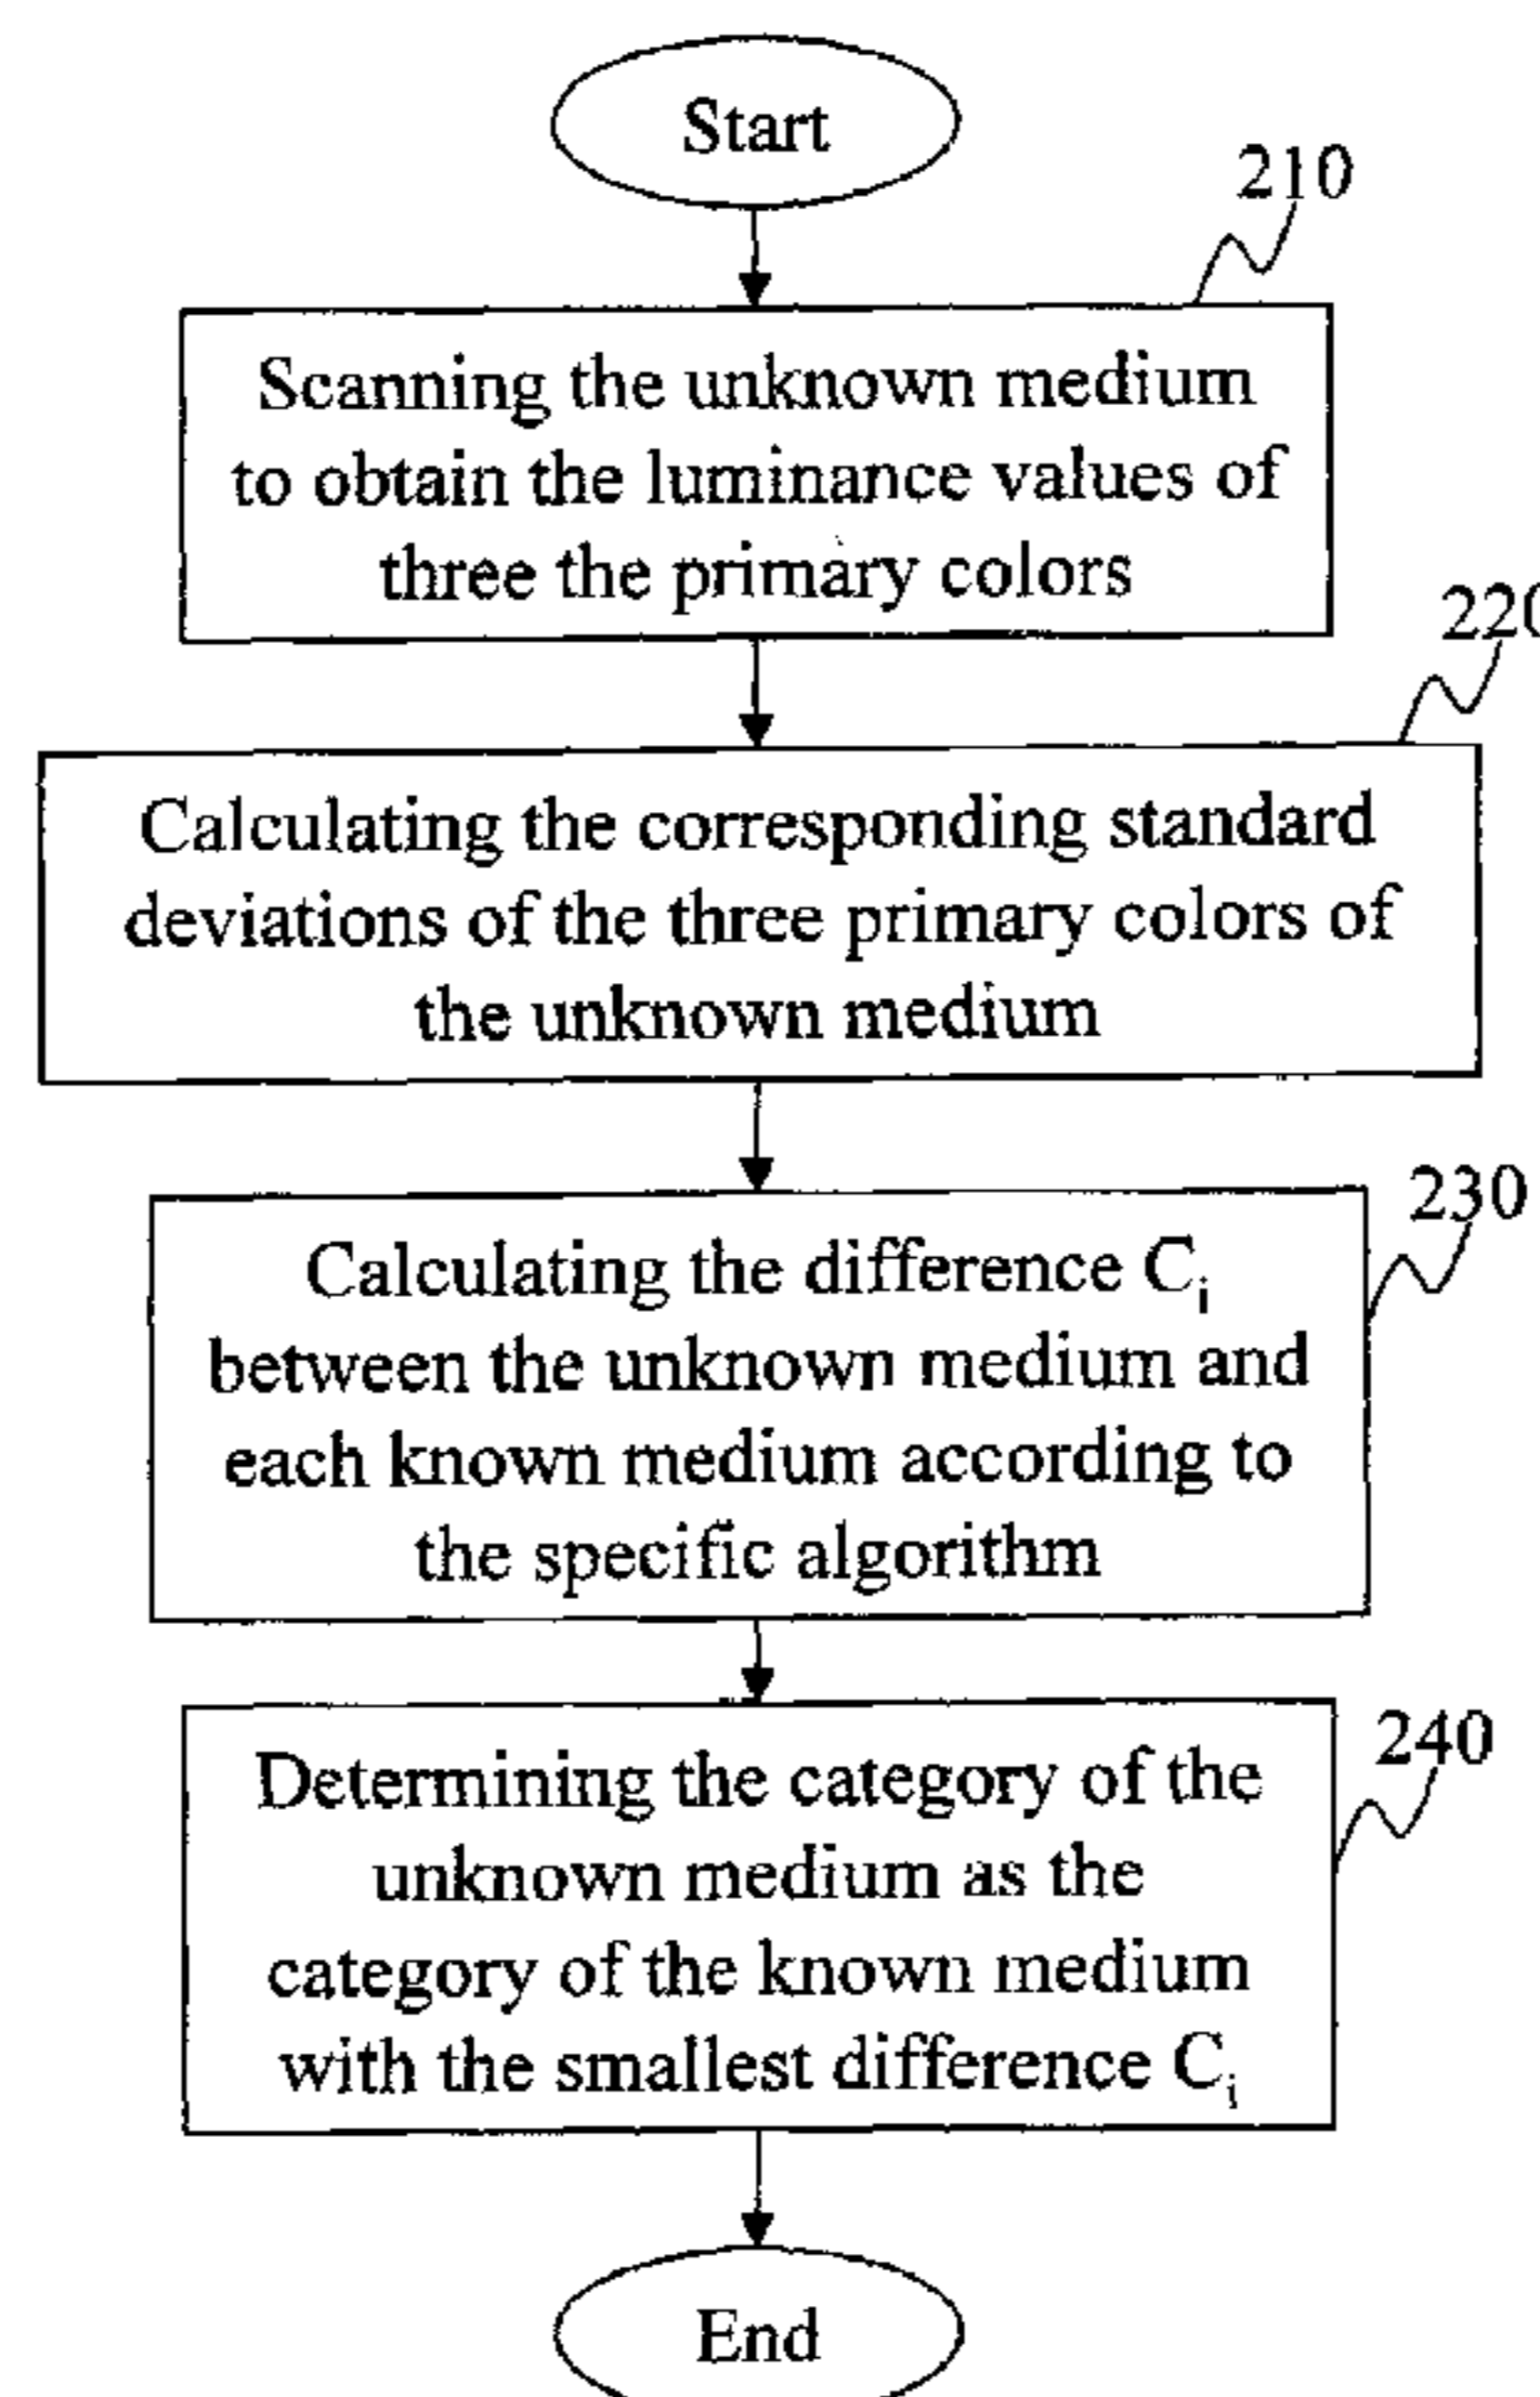 Start
210
Scanning the unknown medium
to obtain the luminance values of
three the primary colors
220
Calculating the corresponding standard
deviations of the three primary colors of
the unknown medium
230
Calculating the difference Ci
between the unknown medium and
each known medium according to
the specific algorithm
240
Determining the category of the
unknown medium as the
category of the known medium
with the smallest difference Ci
End